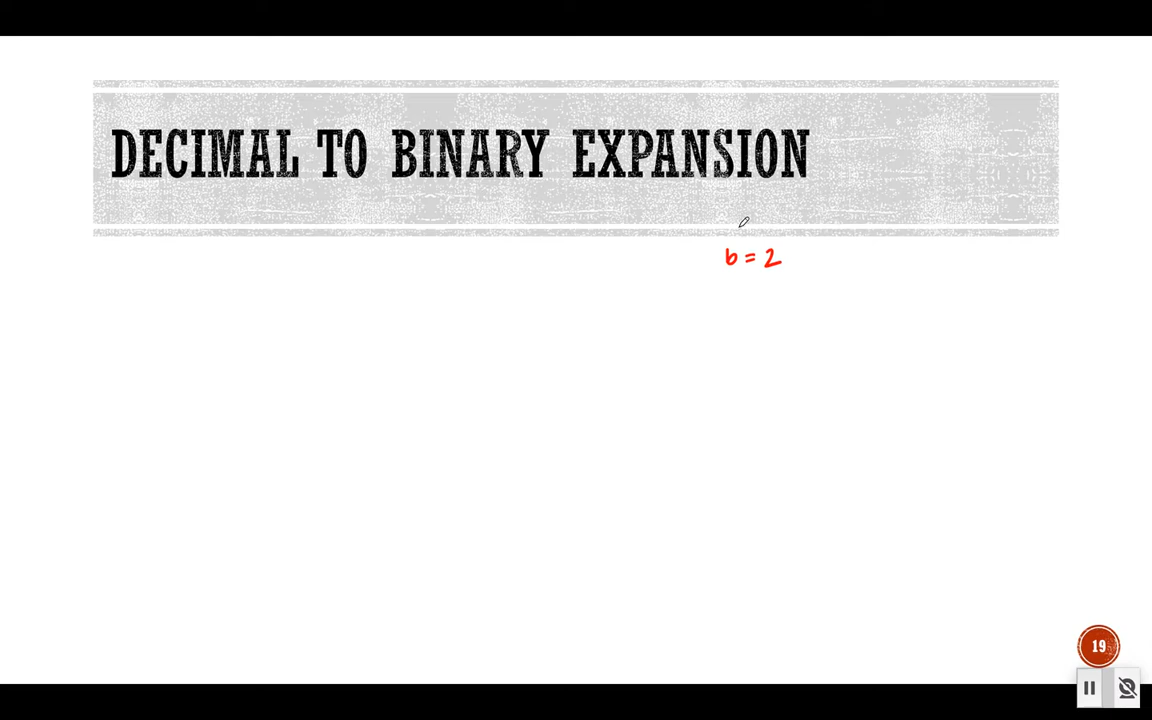 DECIMAL TO BINARY EXPANSION
b = 2
19